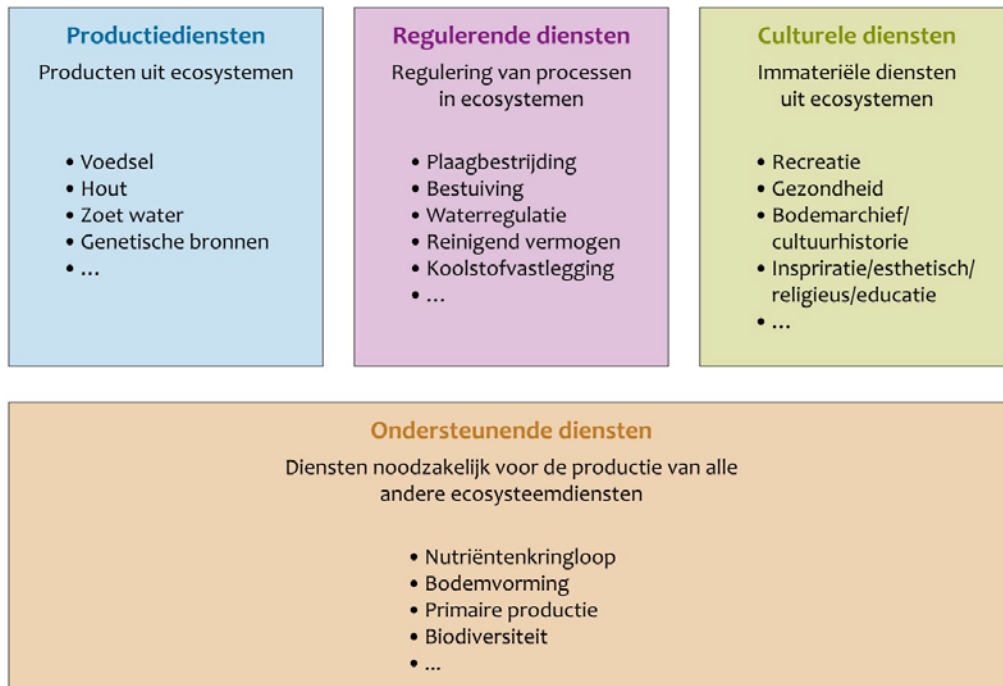 Productiediensten
Producten uit ecosystemen
• Voedsel
• Hout
• Zoet water
• Genetische bronnen
• ...
Regulerende diensten
Regulering van processen
in ecosystemen
• Plaagbestrijding
• Bestuiving
• Waterregulatie
• Reinigend vermogen
• Koolstofvastlegging
• ...
Culturele diensten
Immateriële diensten
uit ecosystemen
• Recreatie
• Gezondheid
• Bodemarchief/
cultuurhistorie
• Inspriratie/esthetisch/
religieus/educatie
• ...
Ondersteunende diensten
Diensten noodzakelijk voor de productie van alle
andere ecosysteemdiensten
• Nutriëntenkringloop
• Bodemvorming
• Primaire productie
• Biodiversiteit
• ...